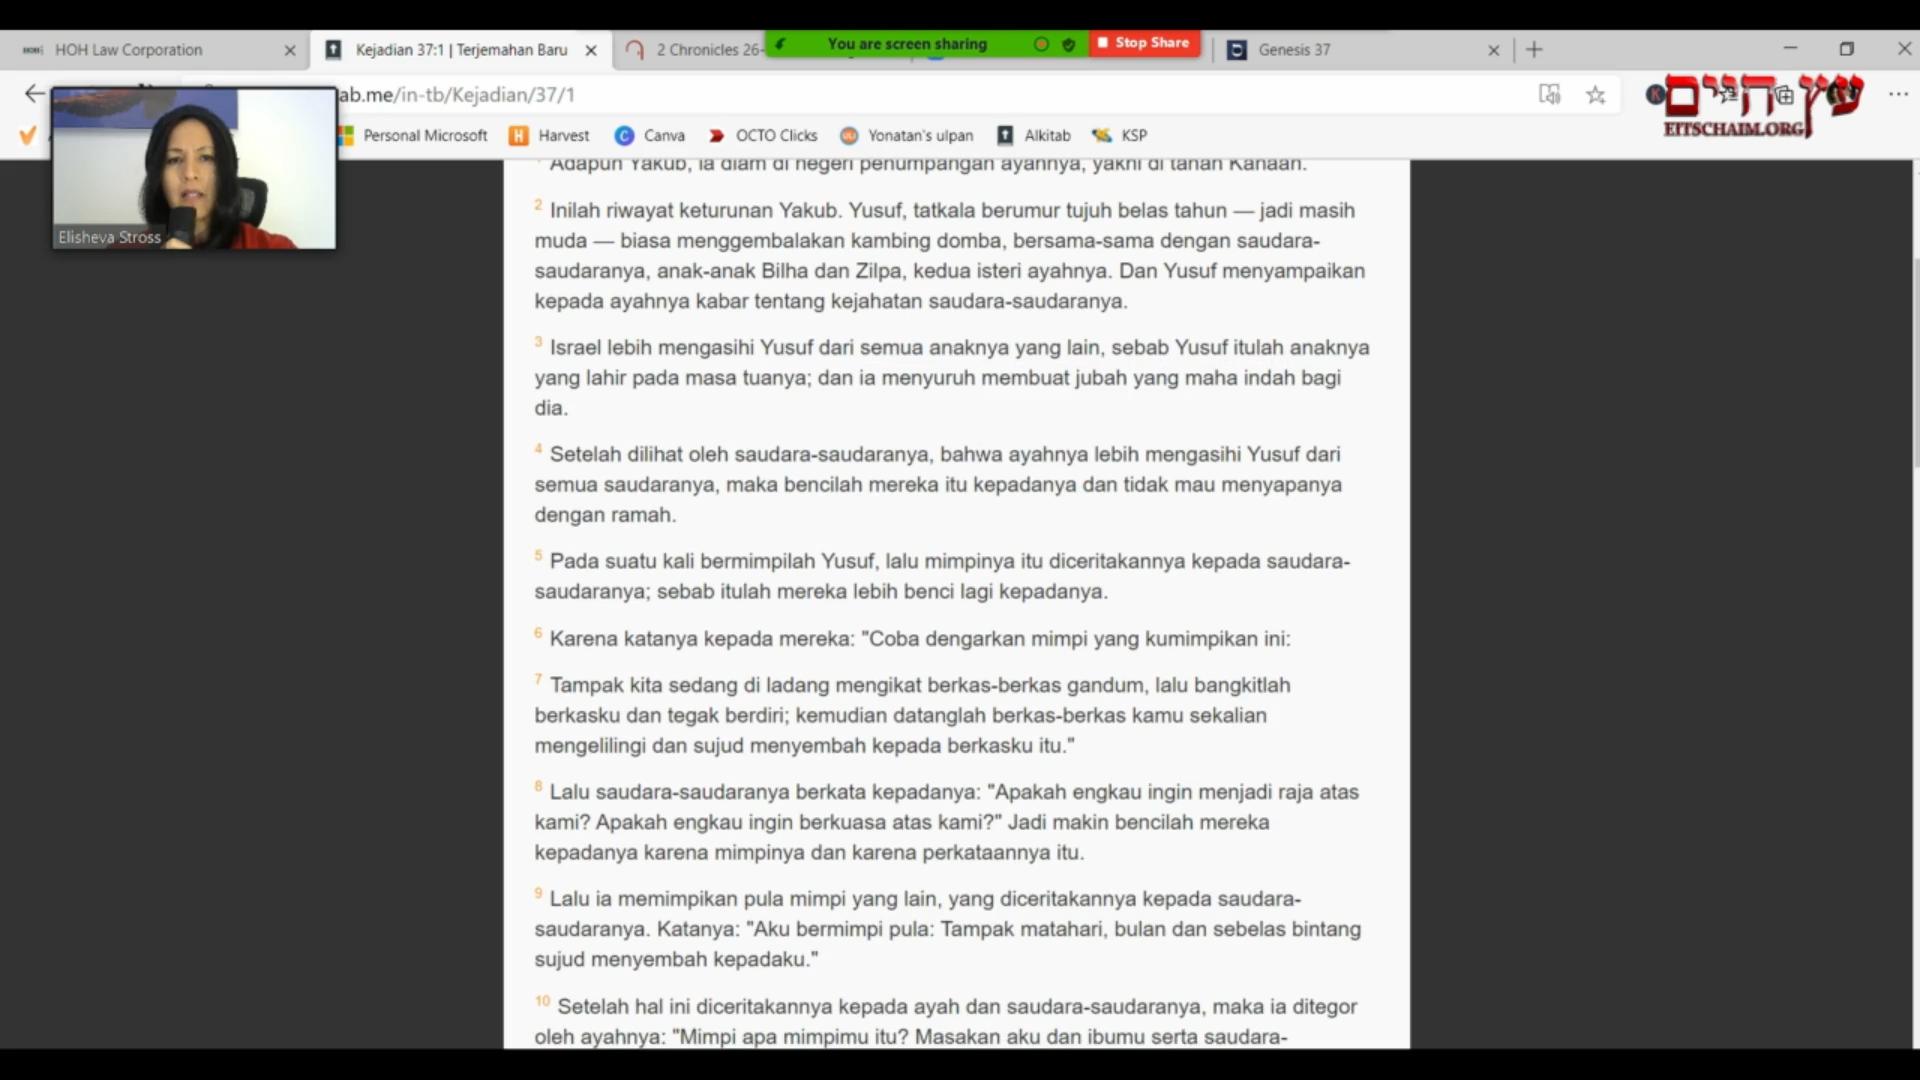 HOH Law Corporation
Kejadian 37:1 | Terjemahan Baru
2 Chronicles 26-
You are screen sharing
Stop Share
Genesis 37
ab.me/in-tb/Kejadian/37/1
עץ חיים
EITSCHAIM.ORG
Personal Microsoft
Harvest
Canva
OCTO Clicks
Yonatan's ulpan
Alkitab
KSP
Elisheva Stross
Adapun Yakub, ia diam di negeri penumpangan ayahnya, yakni di tanah Kanaan.
2 Inilah riwayat keturunan Yakub. Yusuf, tatkala berumur tujuh belas tahun — jadi masih
muda — biasa menggembalakan kambing domba, bersama-sama dengan saudara-
saudaranya, anak-anak Bilha dan Zilpa, kedua isteri ayahnya. Dan Yusuf menyampaikan
kepada ayahnya kabar tentang kejahatan saudara-saudaranya.
3 Israel lebih mengasihi Yusuf dari semua anaknya yang lain, sebab Yusuf itulah anaknya
yang lahir pada masa tuanya; dan ia menyuruh membuat jubah yang maha indah bagi
dia.
4 Setelah dilihat oleh saudara-saudaranya, bahwa ayahnya lebih mengasihi Yusuf dari
semua saudaranya, maka bencilah mereka itu kepadanya dan tidak mau menyapanya
dengan ramah.
5 Pada suatu kali bermimpilah Yusuf, lalu mimpinya itu diceritakannya kepada saudara-
saudaranya; sebab itulah mereka lebih benci lagi kepadanya.
6 Karena katanya kepada mereka: "Coba dengarkan mimpi yang kumimpikan ini:
7 Tampak kita sedang di ladang mengikat berkas-berkas gandum, lalu bangkitlah
berkasku dan tegak berdiri; kemudian datanglah berkas-berkas kamu sekalian
mengelilingi dan sujud menyembah kepada berkasku itu."
8 Lalu saudara-saudaranya berkata kepadanya: "Apakah engkau ingin menjadi raja atas
kami? Apakah engkau ingin berkuasa atas kami?" Jadi makin bencilah mereka
kepadanya karena mimpinya dan karena perkataannya itu.
9 Lalu ia memimpikan pula mimpi yang lain, yang diceritakannya kepada saudara-
saudaranya. Katanya: "Aku bermimpi pula: Tampak matahari, bulan dan sebelas bintang
sujud menyembah kepadaku."
10 Setelah hal ini diceritakannya kepada ayah dan saudara-saudaranya, maka ia ditegor
oleh ayahnya: "Mimpi apa mimpimu itu? Masakan aku dan ibumu serta saudara-